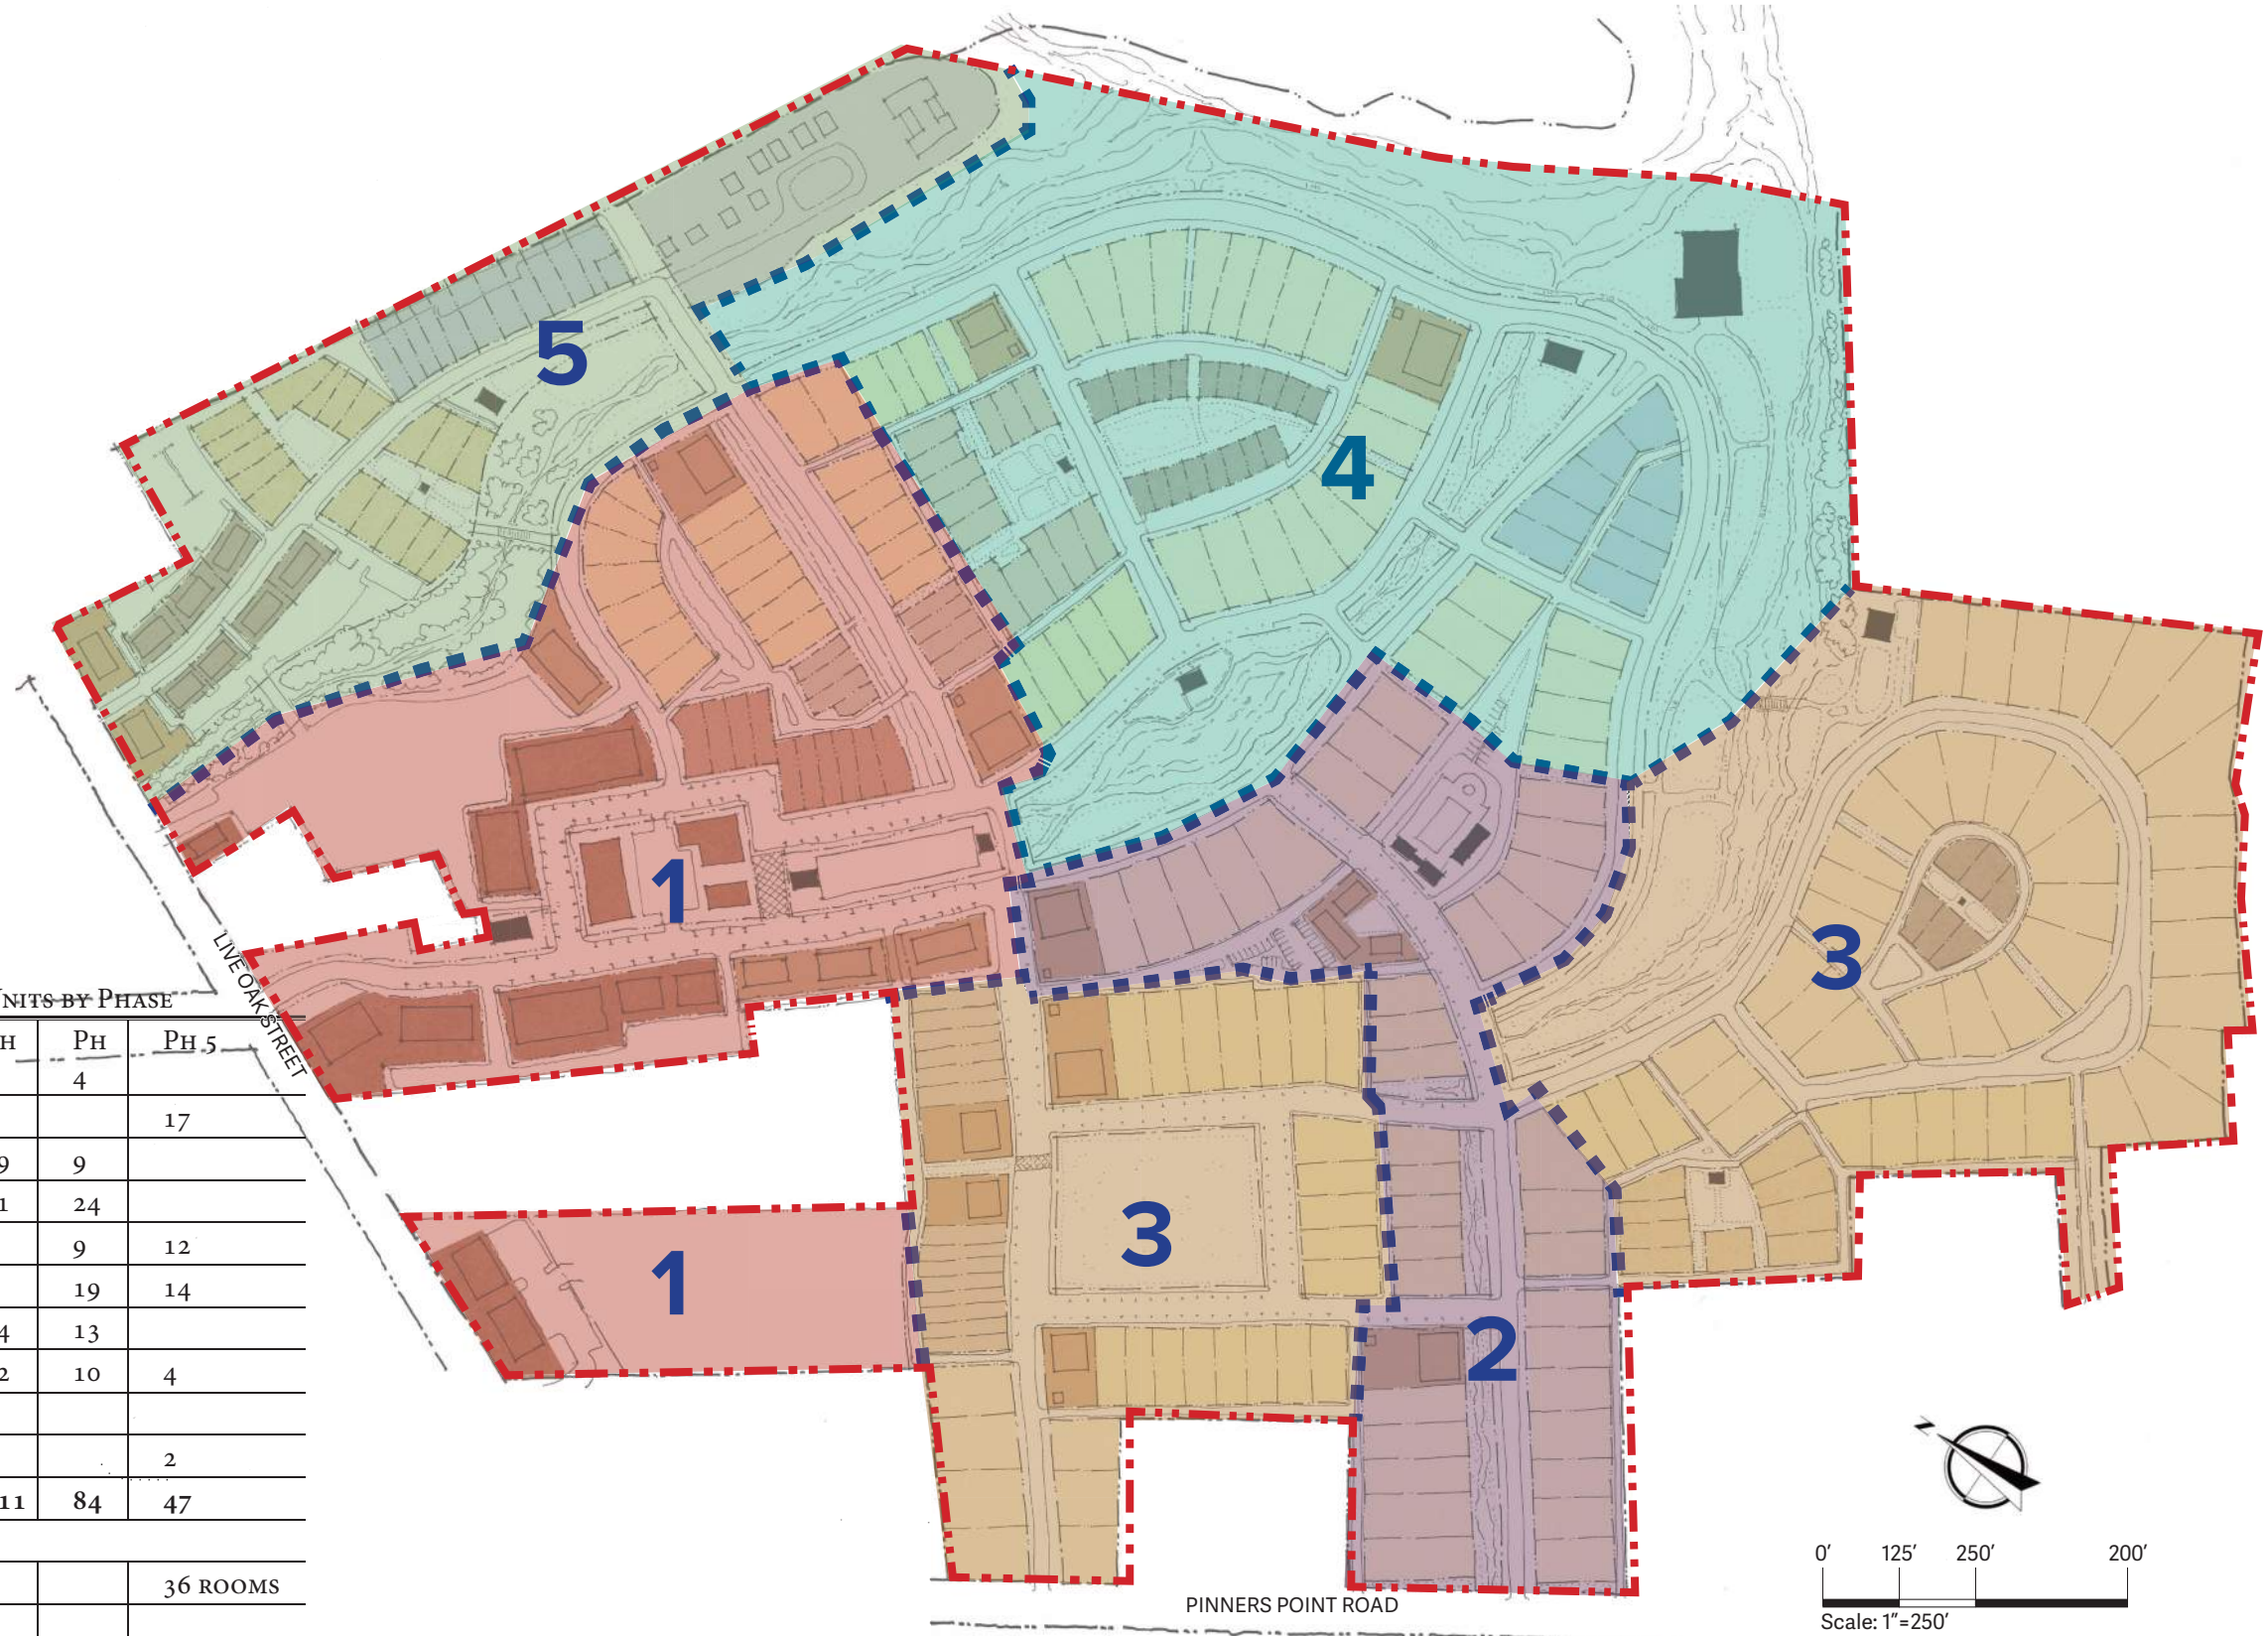 5
4
1
3
LIVE OAK STREET
NITS BY PHASE
H PH PH 5
4
17
9 9
1 24
9 12
19 14
4 13
2 10 4
2
11 84 47
36 ROOMS
1
3
2
N
0' 125' 250' 200'
Scale: 1"=250'
PINNERS POINT ROAD